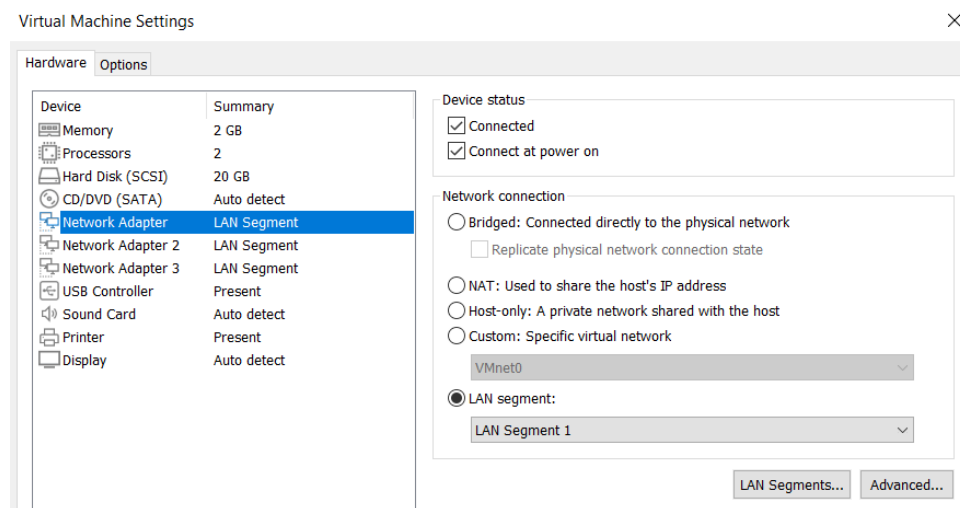 Virtual Machine Settings
Hardware Options
Device Summary
Memory 2 GB
Processors 2
Hard Disk (SCSI) 20 GB
CD/DVD (SATA) Auto detect
Network Adapter LAN Segment
Network Adapter 2 LAN Segment
Network Adapter 3 LAN Segment
USB Controller Present
Sound Card Auto detect
Printer Present
Display Auto detect
Device status
Connected
Connect at power on
Network connection
Bridged: Connected directly to the physical network
Replicate physical network connection state
NAT: Used to share the host's IP address
Host-only: A private network shared with the host
Custom: Specific virtual network
VMnet0
LAN segment:
LAN Segment 1
LAN Segments... Advanced...